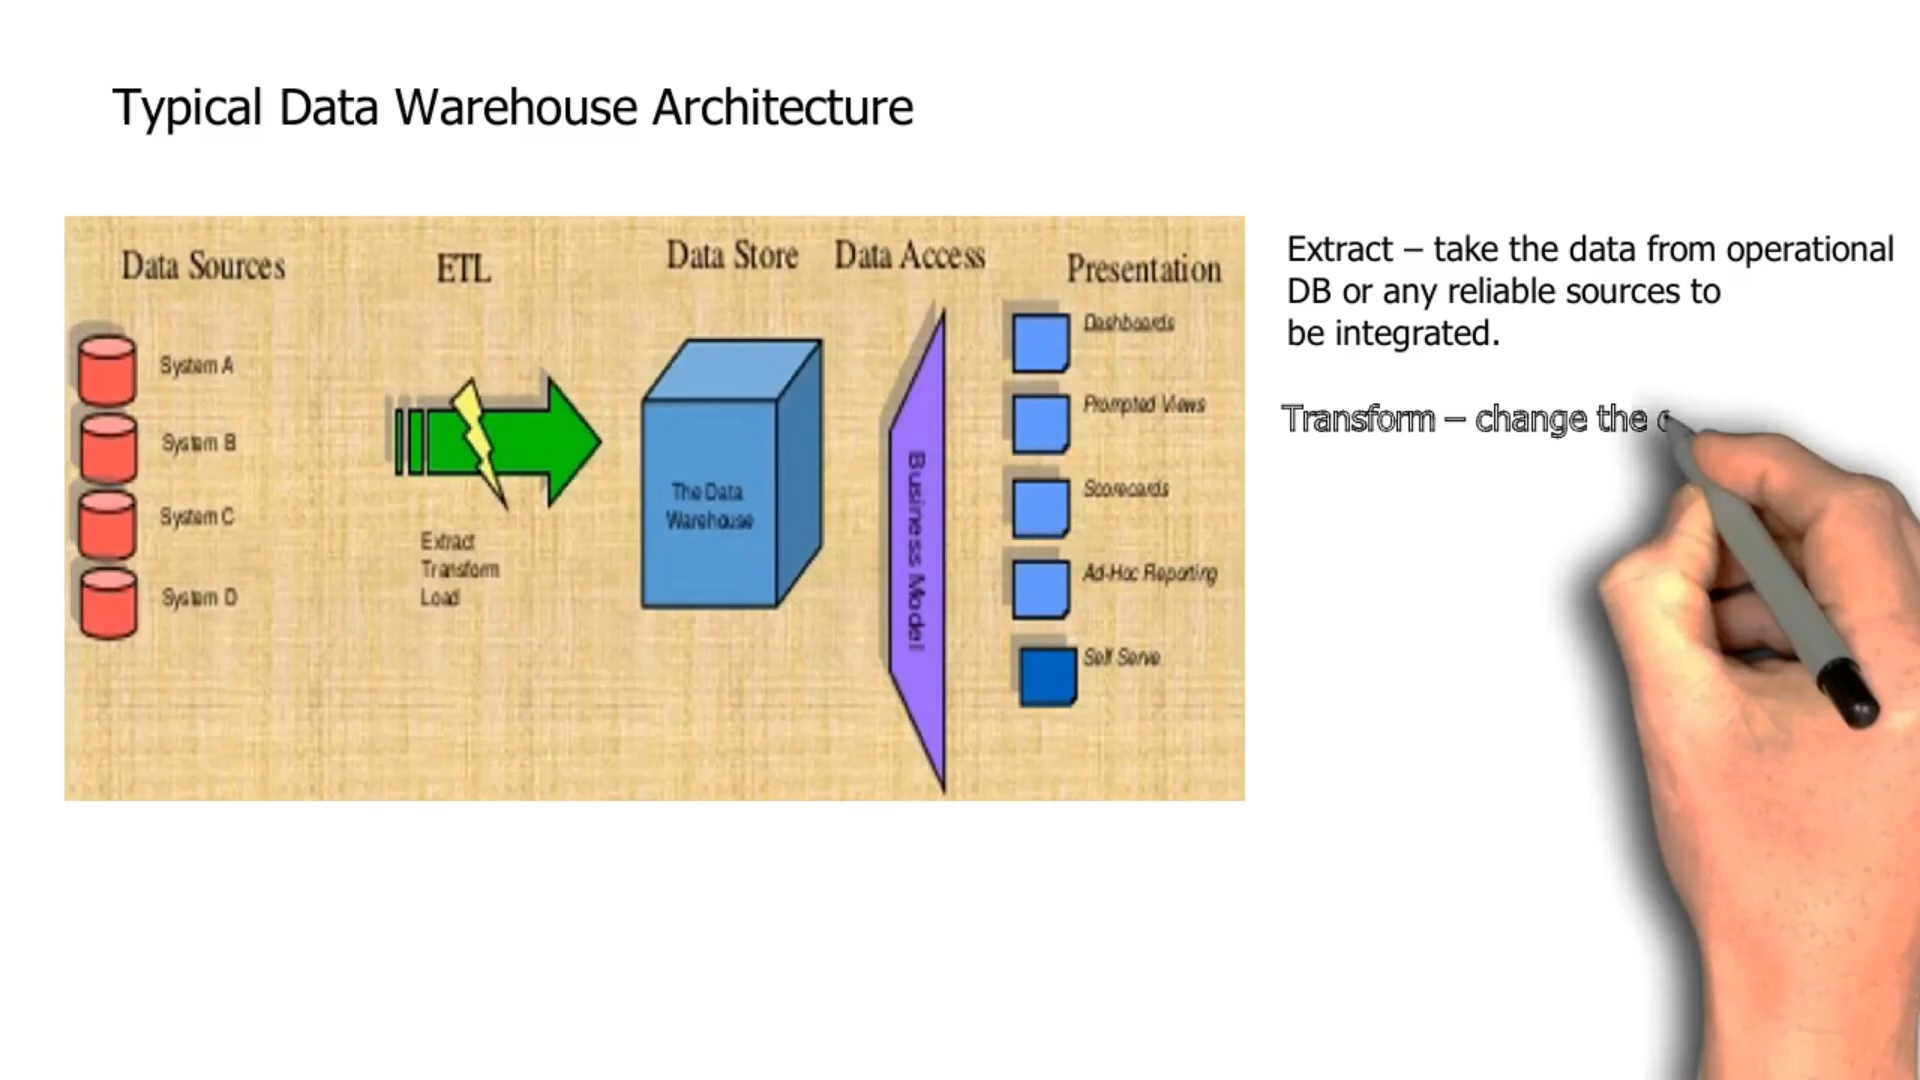 Typical Data Warehouse Architecture
Data Sources
ETL
Data Store
Data Access
Presentation
System A
System B
System C
System D
Extract
Transform
Load
The Data
Warehouse
Business Model
Dashboards
Prompted Views
Scorecards
Ad-Hoc Reporting
Self Serve
Extract – take the data from operational
DB or any reliable sources to
be integrated.
Transform – change the